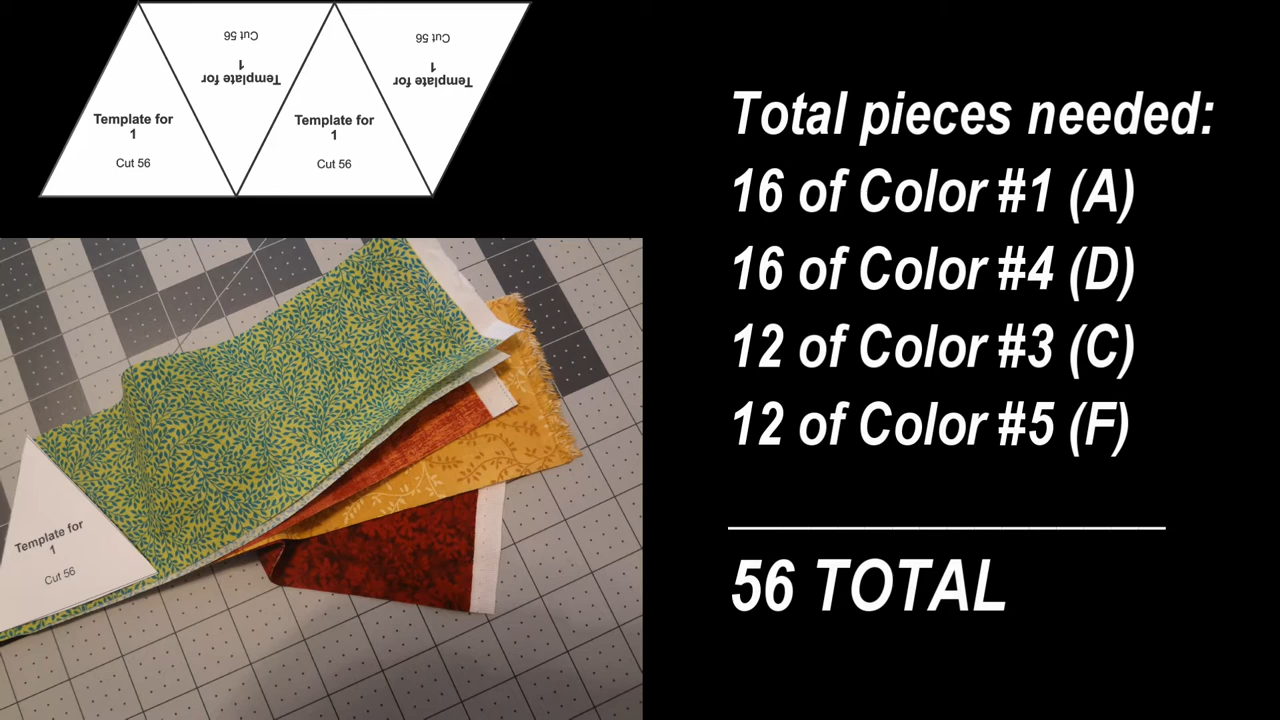 Template for
1
Cut 56
Cut 56
1
Template for
Template for
1
Cut 56
Cut 56
1
Template for
Template for
1
Cut 56
Total pieces needed:
16 of Color #1 (A)
16 of Color #4 (D)
12 of Color #3 (C)
12 of Color #5 (F)
56 TOTAL